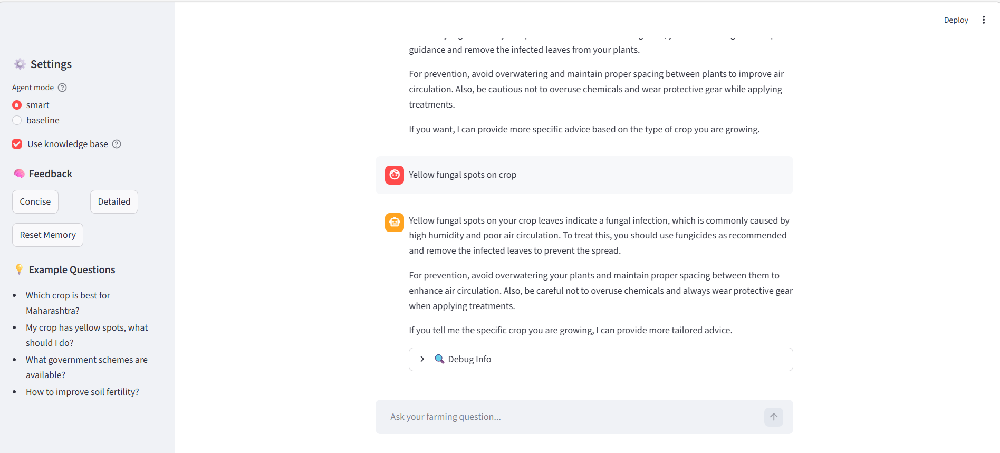 Deploy
Settings
Agent mode
smart
baseline
Use knowledge base
Feedback
Concise
Detailed
Reset Memory
Example Questions
Which crop is best for
Maharashtra?
My crop has yellow spots, what
should I do?
What government schemes are
available?
How to improve soil fertility?
guidance and remove the infected leaves from your plants.
For prevention, avoid overwatering and maintain proper spacing between plants to improve air
circulation. Also, be cautious not to overuse chemicals and wear protective gear while applying
treatments.
If you want, I can provide more specific advice based on the type of crop you are growing.
Yellow fungal spots on crop
Yellow fungal spots on your crop leaves indicate a fungal infection, which is commonly caused by
high humidity and poor air circulation. To treat this, you should use fungicides as recommended
and remove the infected leaves to prevent the spread.
For prevention, avoid overwatering your plants and maintain proper spacing between them to
enhance air circulation. Also, be careful not to overuse chemicals and always wear protective gear
when applying treatments.
If you tell me the specific crop you are growing, I can provide more tailored advice.
Debug Info
Ask your farming question...